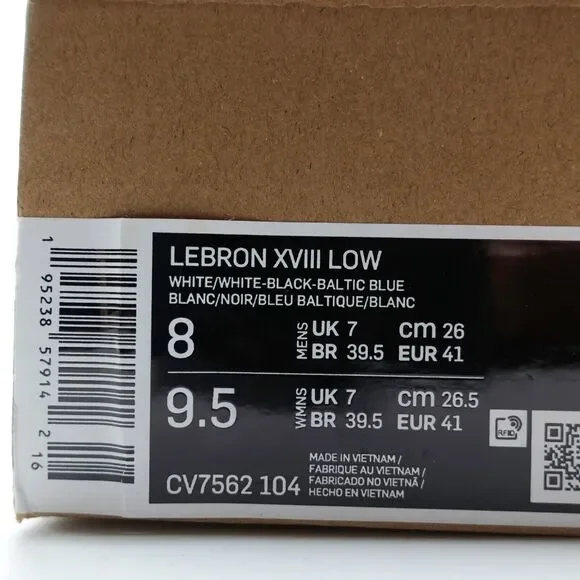 1 95238 57914 2 16
LEBRON XVIII LOW
WHITE/WHITE-BLACK-BALTIC BLUE
BLANC/NOIR/BLEU BALTIQUE/BLANC
8 MENS UK 7 cm 26
BR 39.5 EUR 41
9.5 WMNS UK 7 cm 26.5
BR 39.5 EUR 41
RFID
MADE IN VIETNAM /
FABRIQUE AU VIETNAM /
FABRICADO NO VIETNÃ /
CV7562 104 HECHO EN VIETNAM